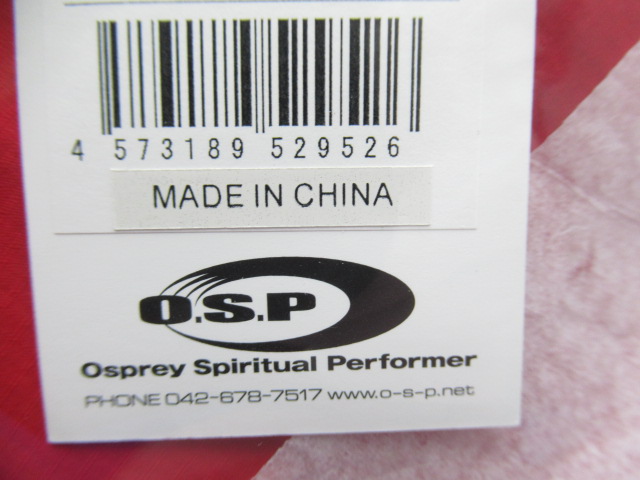 4 573189 529526
MADE IN CHINA
O.S.P
Osprey Spiritual Performer
PHONE 042-678-7517 www.o-s-p.net